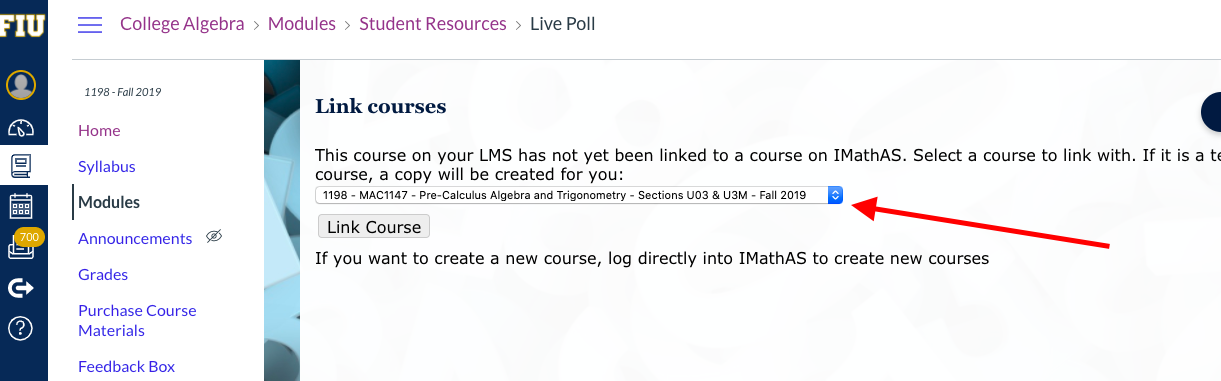 FIU
College Algebra > Modules > Student Resources > Live Poll
1198 - Fall 2019
Home
Syllabus
Modules
Announcements
Grades
Purchase Course
Materials
Feedback Box
700
Link courses
This course on your LMS has not yet been linked to a course on IMathAS. Select a course to link with. If it is a
course, a copy will be created for you:
1198 - MAC1147 - Pre-Calculus Algebra and Trigonometry - Sections U03 & U3M - Fall 2019
Link Course
If you want to create a new course, log directly into IMathAS to create new courses